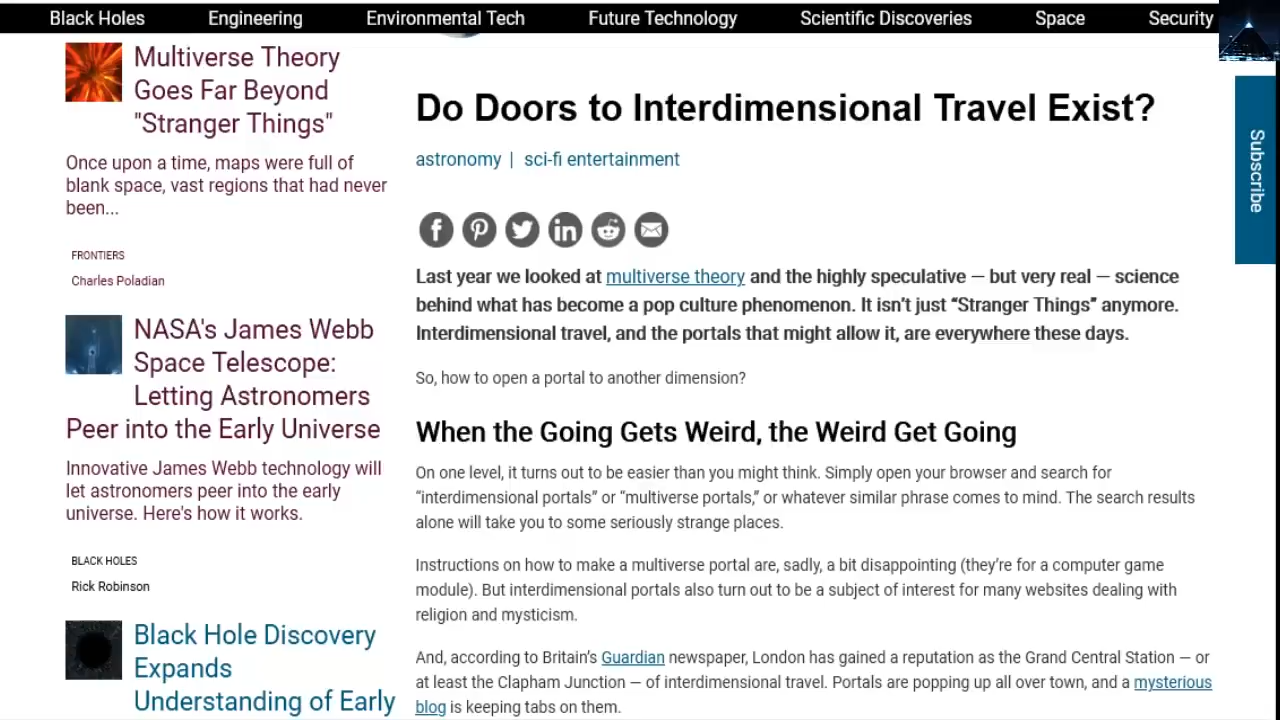 Black Holes Engineering Environmental Tech Future Technology Scientific Discoveries Space Security
Multiverse Theory
Goes Far Beyond
"Stranger Things"
Once upon a time, maps were full of
blank space, vast regions that had never
been...
FRONTIERS
Charles Poladian
NASA's James Webb
Space Telescope:
Letting Astronomers
Peer into the Early Universe
Innovative James Webb technology will
let astronomers peer into the early
universe. Here's how it works.
BLACK HOLES
Rick Robinson
Black Hole Discovery
Expands
Understanding of Early
Do Doors to Interdimensional Travel Exist?
astronomy | sci-fi entertainment
Last year we looked at multiverse theory and the highly speculative — but very real — science
behind what has become a pop culture phenomenon. It isn’t just “Stranger Things” anymore.
Interdimensional travel, and the portals that might allow it, are everywhere these days.
So, how to open a portal to another dimension?
When the Going Gets Weird, the Weird Get Going
On one level, it turns out to be easier than you might think. Simply open your browser and search for
“interdimensional portals” or “multiverse portals,” or whatever similar phrase comes to mind. The search results
alone will take you to some seriously strange places.
Instructions on how to make a multiverse portal are, sadly, a bit disappointing (they’re for a computer game
module). But interdimensional portals also turn out to be a subject of interest for many websites dealing with
religion and mysticism.
And, according to Britain’s Guardian newspaper, London has gained a reputation as the Grand Central Station — or
at least the Clapham Junction — of interdimensional travel. Portals are popping up all over town, and a mysterious
blog is keeping tabs on them.
Subscribe